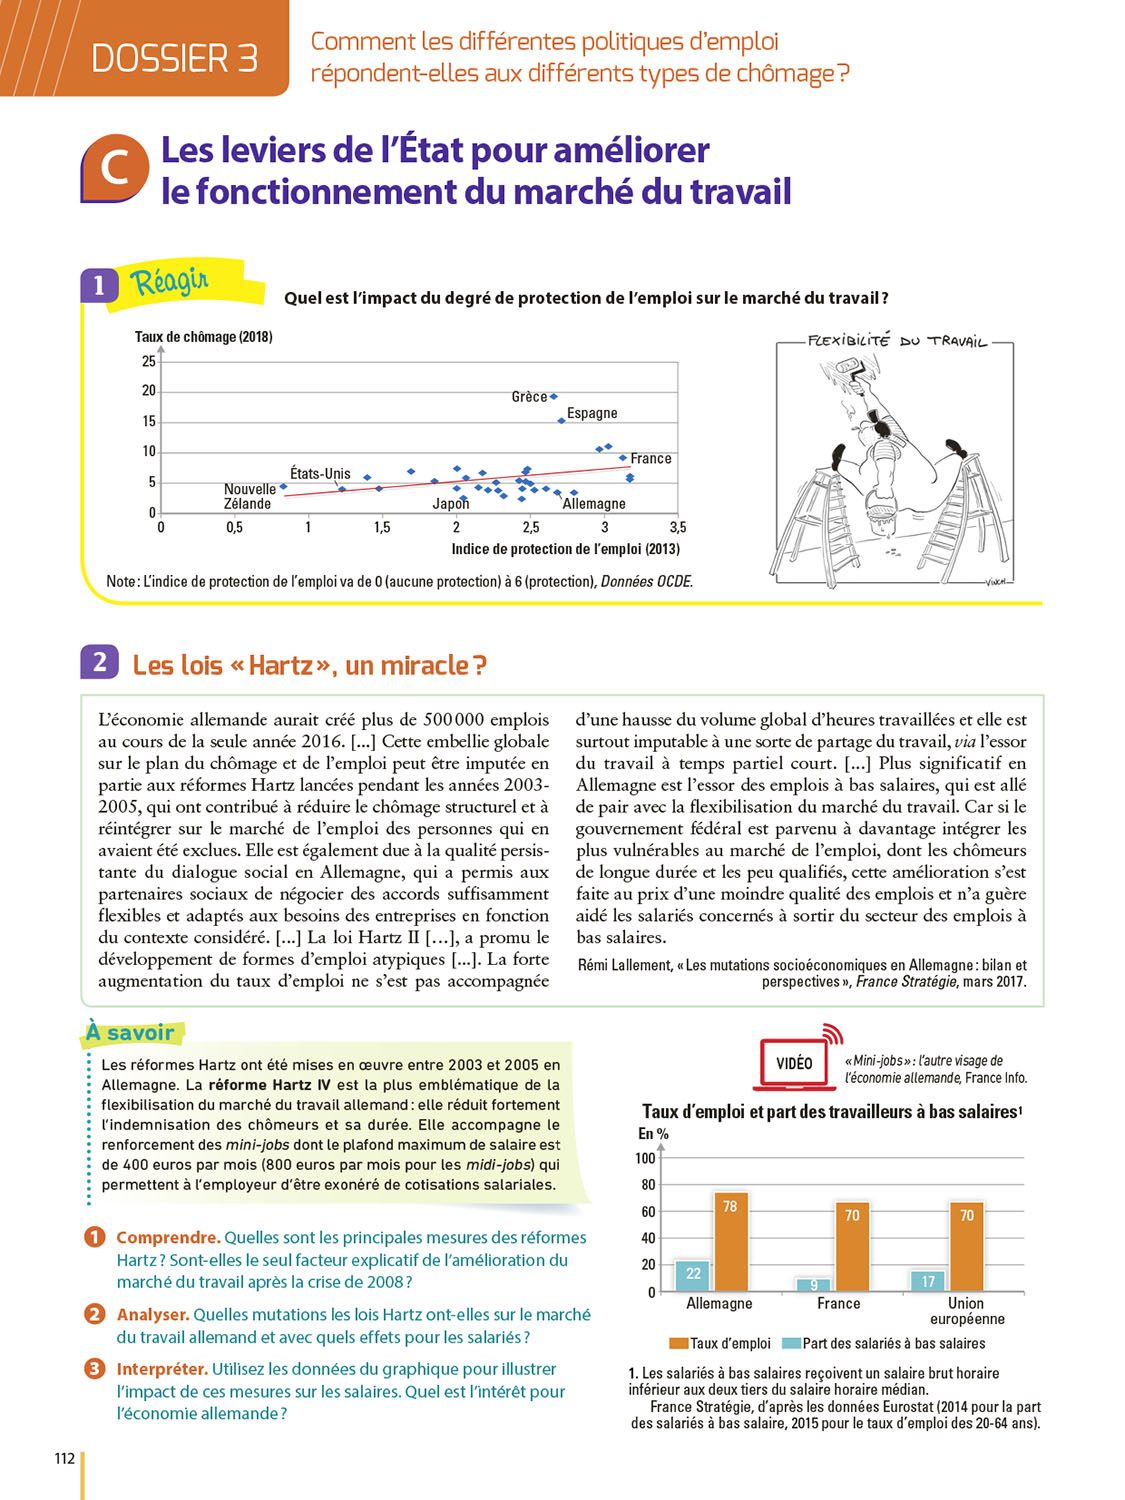 DOSSIER 3
Comment les différentes politiques d'emploi
répondent-elles aux différents types de chômage ?
C
Les leviers de l'État pour améliorer
le fonctionnement du marché du travail
1
Réagir
Quel est l'impact du degré de protection de l'emploi sur le marché du travail ?
Taux de chômage (2018)
25
20
15
10
5
0
Grèce
Espagne
France
États-Unis
Nouvelle
Zélande
Japon
Allemagne
0
0,5
1
1,5
2
2,5
3
3,5
Indice de protection de l'emploi (2013)
Note : L'indice de protection de l'emploi va de 0 (aucune protection) à 6 (protection), Données OCDE.
FLEXIBILITÉ DU TRAVAIL
VINCH
2
Les lois « Hartz », un miracle ?
L'économie allemande aurait créé plus de 500 000 emplois
au cours de la seule année 2016. [...] Cette embellie globale
sur le plan du chômage et de l'emploi peut être imputée en
partie aux réformes Hartz lancées pendant les années 2003-
2005, qui ont contribué à réduire le chômage structurel et à
réintégrer sur le marché de l'emploi des personnes qui en
avaient été exclues. Elle est également due à la qualité persis-
tante du dialogue social en Allemagne, qui a permis aux
partenaires sociaux de négocier des accords suffisamment
flexibles et adaptés aux besoins des entreprises en fonction
du contexte considéré. [...] La loi Hartz II [...], a promu le
développement de formes d'emploi atypiques [...]. La forte
augmentation du taux d'emploi ne s'est pas accompagnée
d'une hausse du volume global d'heures travaillées et elle est
surtout imputable à une sorte de partage du travail, via l'essor
du travail à temps partiel court. [...] Plus significatif en
Allemagne est l'essor des emplois à bas salaires, qui est allé
de pair avec la flexibilisation du marché du travail. Car si le
gouvernement fédéral est parvenu à davantage intégrer les
plus vulnérables au marché de l'emploi, dont les chômeurs
de longue durée et les peu qualifiés, cette amélioration s'est
faite au prix d'une moindre qualité des emplois et n'a guère
aidé les salariés concernés à sortir du secteur des emplois à
bas salaires.
Rémi Lallement, « Les mutations socioéconomiques en Allemagne : bilan et
perspectives », France Stratégie, mars 2017.
À savoir
Les réformes Hartz ont été mises en œuvre entre 2003 et 2005 en
Allemagne. La réforme Hartz IV est la plus emblématique de la
flexibilisation du marché du travail allemand : elle réduit fortement
l'indemnisation des chômeurs et sa durée. Elle accompagne le
renforcement des mini-jobs dont le plafond maximum de salaire est
de 400 euros par mois (800 euros par mois pour les midi-jobs) qui
permettent à l'employeur d'être exonéré de cotisations salariales.
1 Comprendre. Quelles sont les principales mesures des réformes
Hartz ? Sont-elles le seul facteur explicatif de l'amélioration du
marché du travail après la crise de 2008 ?
2 Analyser. Quelles mutations les lois Hartz ont-elles sur le marché
du travail allemand et avec quels effets pour les salariés ?
3 Interpréter. Utilisez les données du graphique pour illustrer
l'impact de ces mesures sur les salaires. Quel est l'intérêt pour
l'économie allemande ?
VIDÉO
« Mini-jobs » : l'autre visage de
l'économie allemande, France Info.
Taux d'emploi et part des travailleurs à bas salaires¹
En %
100
80
60
40
20
0
22
78
9
70
17
70
Allemagne
France
Union
européenne
Taux d'emploi
Part des salariés à bas salaires
1. Les salariés à bas salaires reçoivent un salaire brut horaire
inférieur aux deux tiers du salaire horaire médian.
France Stratégie, d'après les données Eurostat (2014 pour la part
des salariés à bas salaire, 2015 pour le taux d'emploi des 20-64 ans).
112